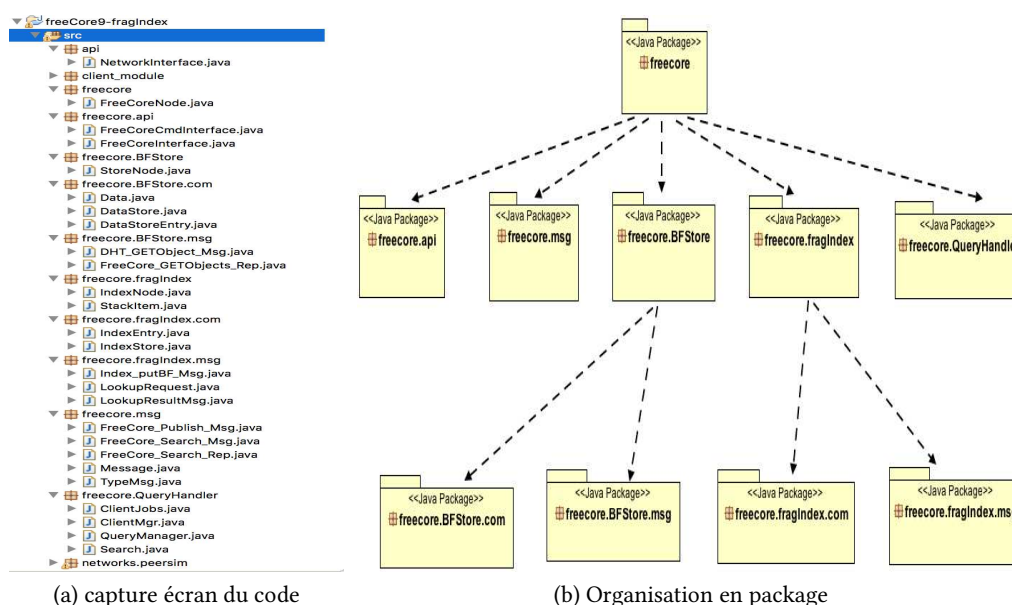 freeCore9-fragIndex
src
api
NetworkInterface.java
client_module
freecore
FreeCoreNode.java
freecore.api
FreeCoreCmdInterface.java
FreeCoreInterface.java
freecore.BFStore
StoreNode.java
freecore.BFStore.com
Data.java
DataStore.java
DataStoreEntry.java
freecore.BFStore.msg
DHT_GETObject_Msg.java
FreeCore_GETObjects_Rep.java
freecore.fragIndex
IndexNode.java
StackItem.java
freecore.fragIndex.com
IndexEntry.java
IndexStore.java
freecore.fragIndex.msg
Index_putBF_Msg.java
LookupRequest.java
LookupResultMsg.java
freecore.msg
FreeCore_Publish_Msg.java
FreeCore_Search_Msg.java
FreeCore_Search_Rep.java
Message.java
TypeMsg.java
freecore.QueryHandler
ClientJobs.java
ClientMgr.java
QueryManager.java
Search.java
networks.peersim
(a) capture écran du code
<<Java Package>>
freecore
<<Java Package>>
freecore.api
<<Java Package>>
freecore.msg
<<Java Package>>
freecore.BFStore
<<Java Package>>
freecore.fragIndex
<<Java Package>>
freecore.QueryHandle
<<Java Package>>
freecore.BFStore.com
<<Java Package>>
freecore.BFStore.msg
<<Java Package>>
freecore.fragIndex.com
<<Java Package>>
freecore.fragIndex.ms
(b) Organisation en package